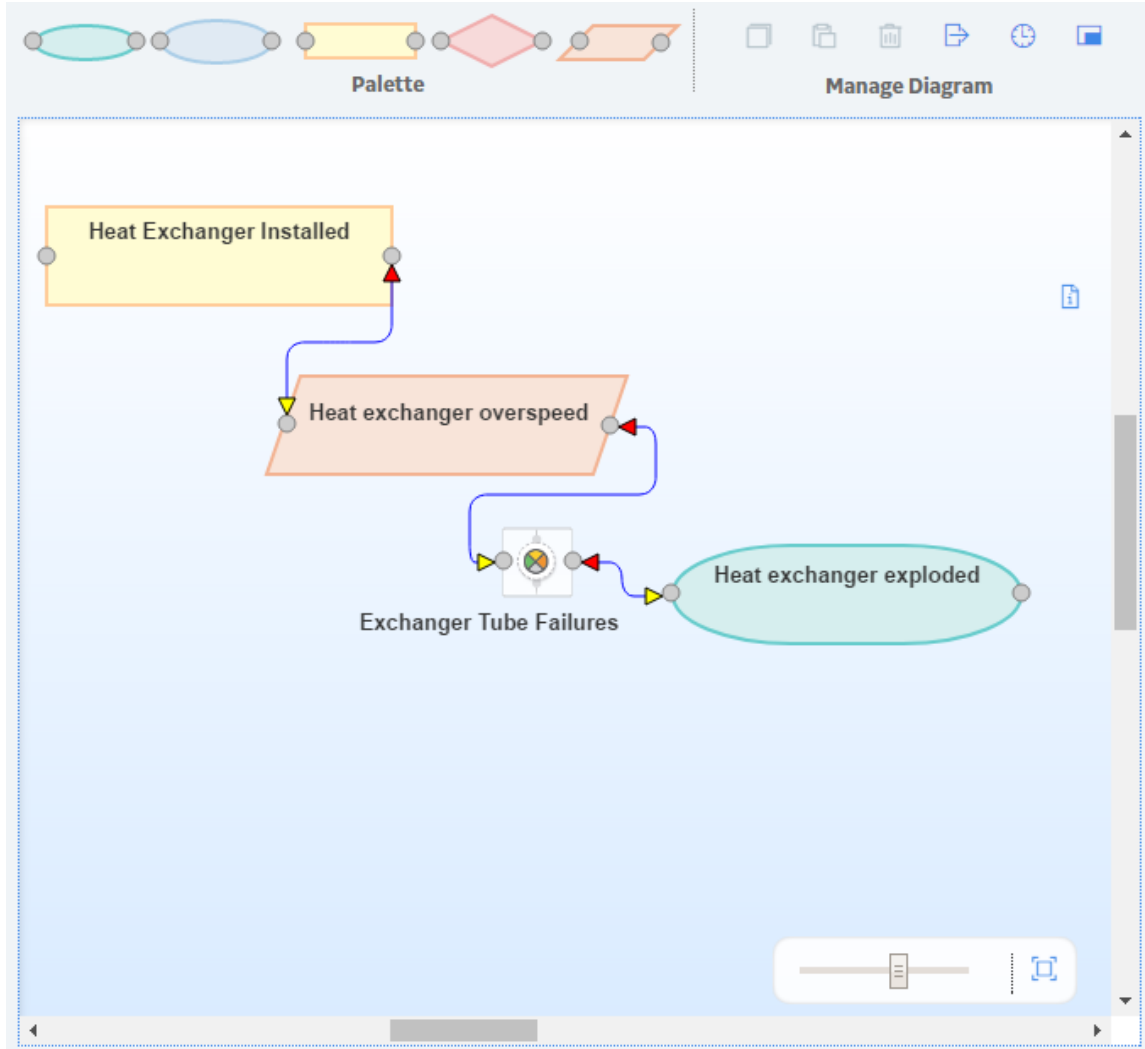 Palette
Manage Diagram
Heat Exchanger Installed
Heat exchanger overspeed
Heat exchanger exploded
Exchanger Tube Failures